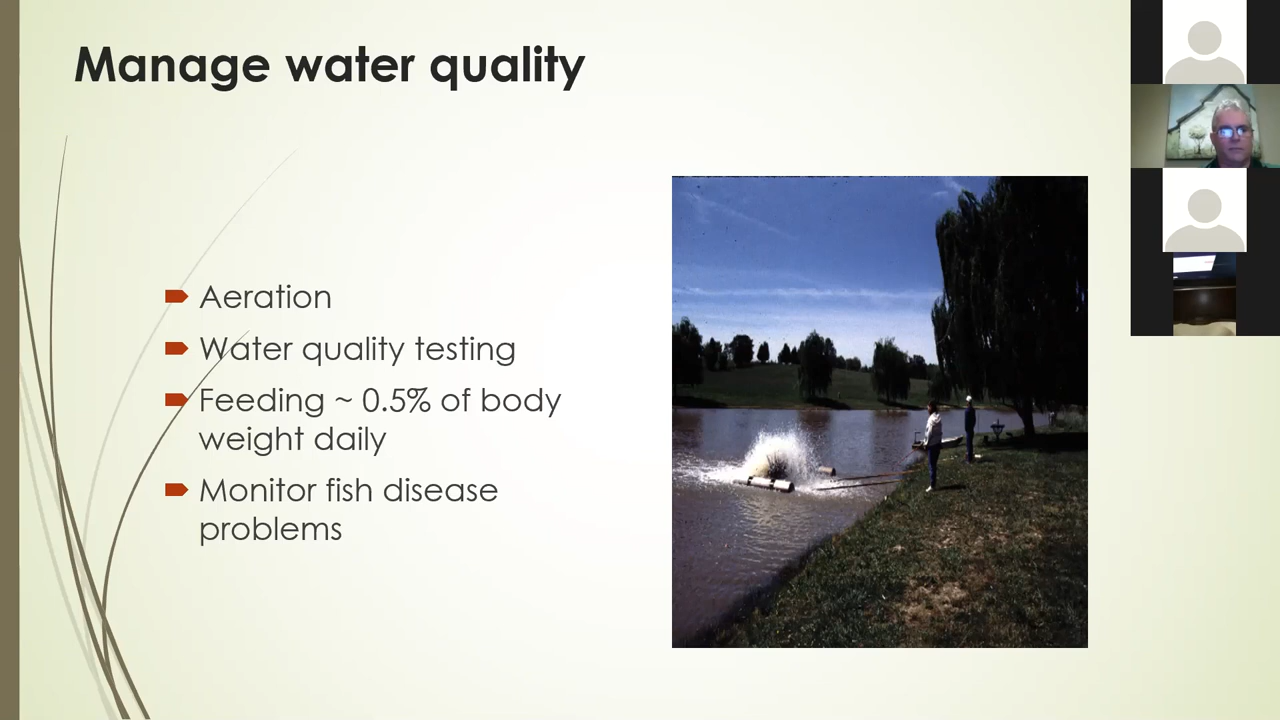 Manage water quality
Aeration
Water quality testing
Feeding ~ 0.5% of body
weight daily
Monitor fish disease
problems